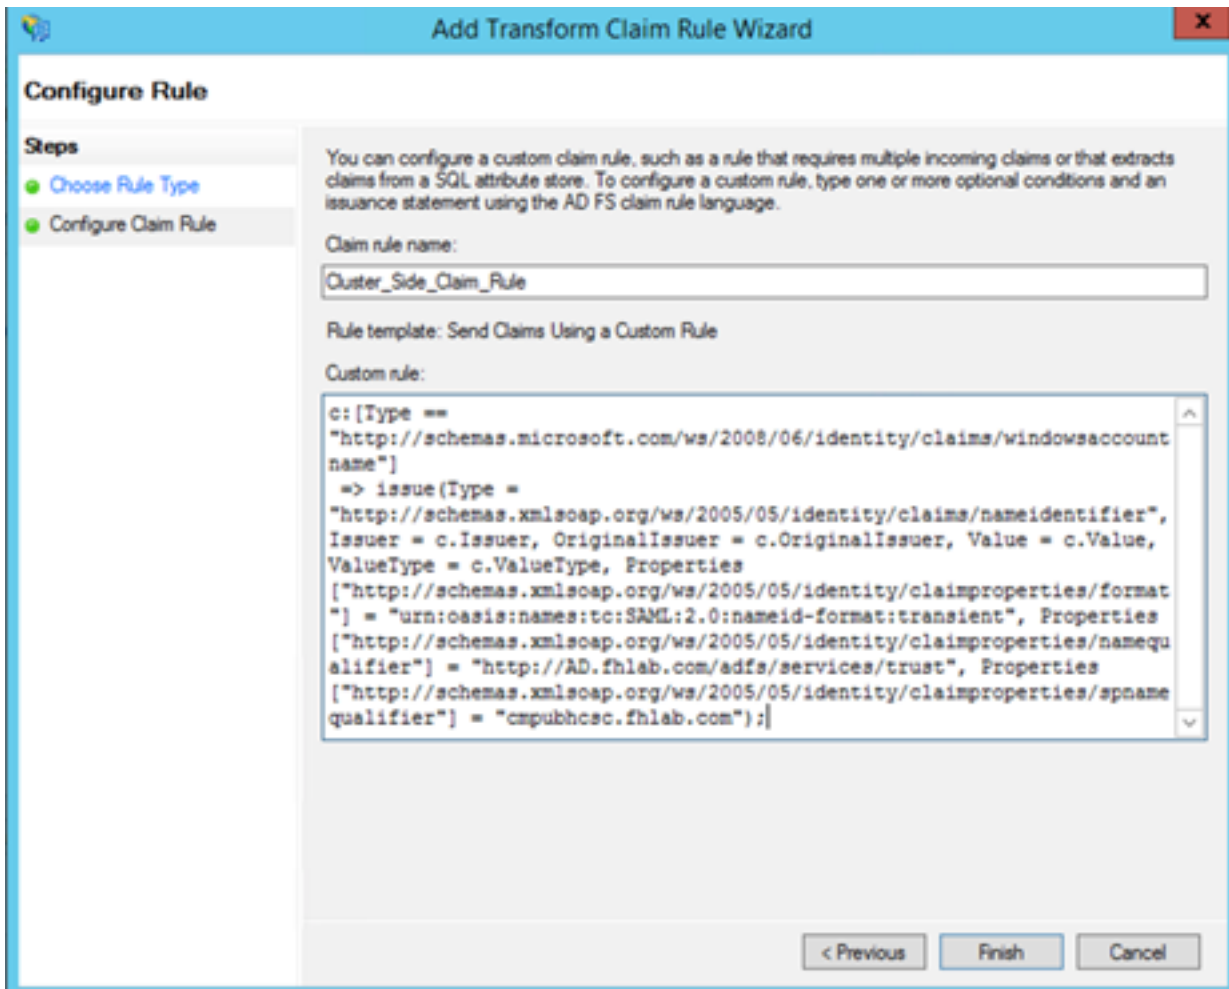 Add Transform Claim Rule Wizard
x
Configure Rule
Steps
Choose Rule Type
Configure Claim Rule
You can configure a custom claim rule, such as a rule that requires multiple incoming claims or that extracts
claims from a SQL attribute store. To configure a custom rule, type one or more optional conditions and an
issuance statement using the AD FS claim rule language.
Claim rule name:
Cluster_Side_Claim_Rule
Rule template: Send Claims Using a Custom Rule
Custom rule:
c:[Type ==
"http://schemas.microsoft.com/ws/2008/06/identity/claims/windowsaccount
name"]
=> issue(Type =
"http://schemas.xmlsoap.org/ws/2005/05/identity/claims/nameidentifier",
Issuer = c.Issuer, OriginalIssuer = c.OriginalIssuer, Value = c.Value,
ValueType = c.ValueType, Properties
["http://schemas.xmlsoap.org/ws/2005/05/identity/claimproperties/format
"] = "urn:oasis:names:tc:SAML:2.0:nameid-format:transient", Properties
["http://schemas.xmlsoap.org/ws/2005/05/identity/claimproperties/namequ
alifier"] = "http://AD.fhlab.com/adfs/services/trust", Properties
["http://schemas.xmlsoap.org/ws/2005/05/identity/claimproperties/spname
qualifier"] = "cmpubhcsc.fhlab.com");
< Previous
Finish
Cancel